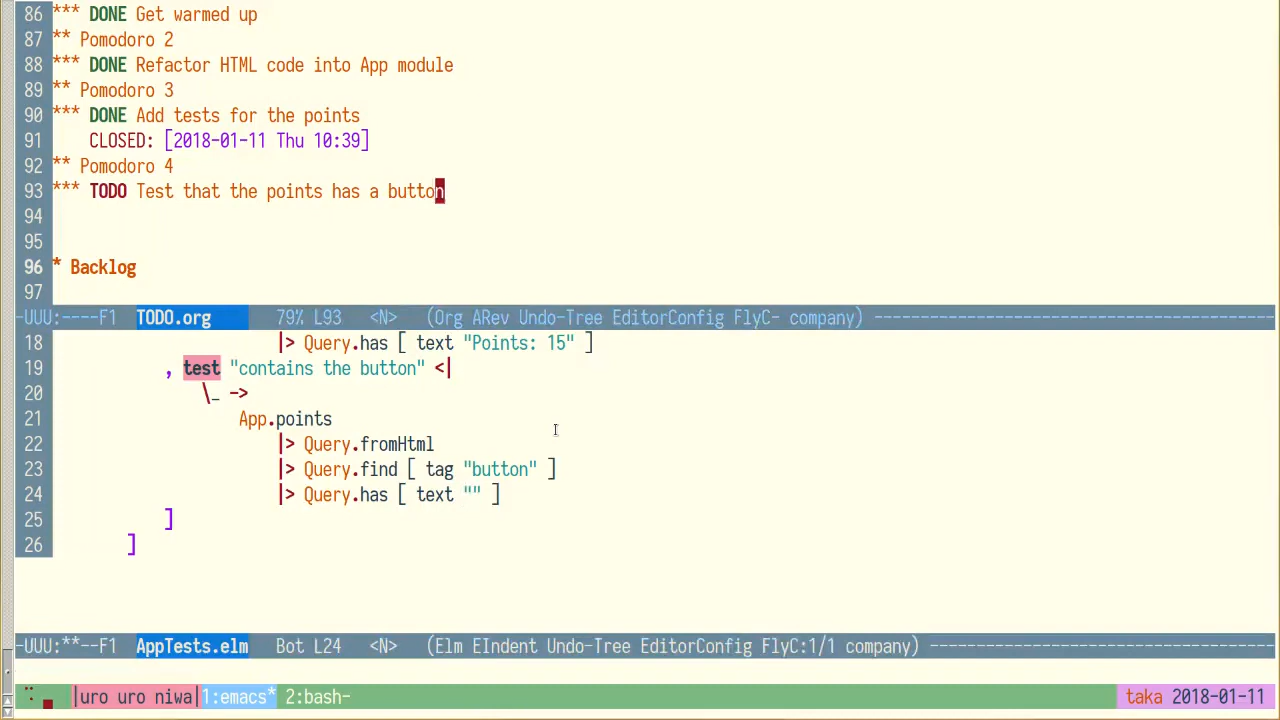 86 *** DONE Get warmed up
87 ** Pomodoro 2
88 *** DONE Refactor HTML code into App module
89 ** Pomodoro 3
90 *** DONE Add tests for the points
91     CLOSED: [2018-01-11 Thu 10:39]
92 ** Pomodoro 4
93 *** TODO Test that the points has a button
94
95
96 * Backlog
97
-UUU:----F1  TODO.org       79% L93   <N>   (Org ARev Undo-Tree EditorConfig FlyC- company) -------------------------------------------
18                         |> Query.has [ text "Points: 15" ]
19             , test "contains the button" <|
20                 \_ ->
21                     App.points
22                         |> Query.fromHtml
23                         |> Query.find [ tag "button" ]
24                         |> Query.has [ text "" ]
25             ]
26         ]
-UUU:**--F1  AppTests.elm   Bot L24   <N>   (Elm EIndent Undo-Tree EditorConfig FlyC:1/1 company) -------------------------------------
|uro uro niwa|1:emacs* 2:bash- taka 2018-01-11